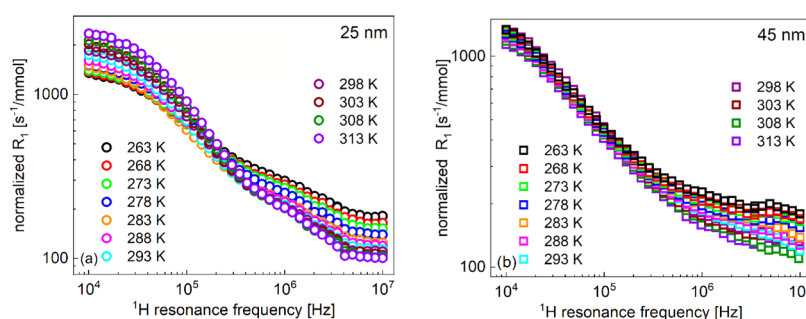 25 nm
1000
100
normalized R1 [s-1/mmol]
298 K
303 K
308 K
313 K
263 K
268 K
273 K
278 K
283 K
288 K
293 K
(a)
10^4
10^5
10^6
10^7
1H resonance frequency [Hz]
45 nm
1000
100
normalized R1 [s-1/mmol]
298 K
303 K
308 K
313 K
263 K
268 K
273 K
278 K
283 K
288 K
293 K
(b)
10^4
10^5
10^6
10
1H resonance frequency [Hz]